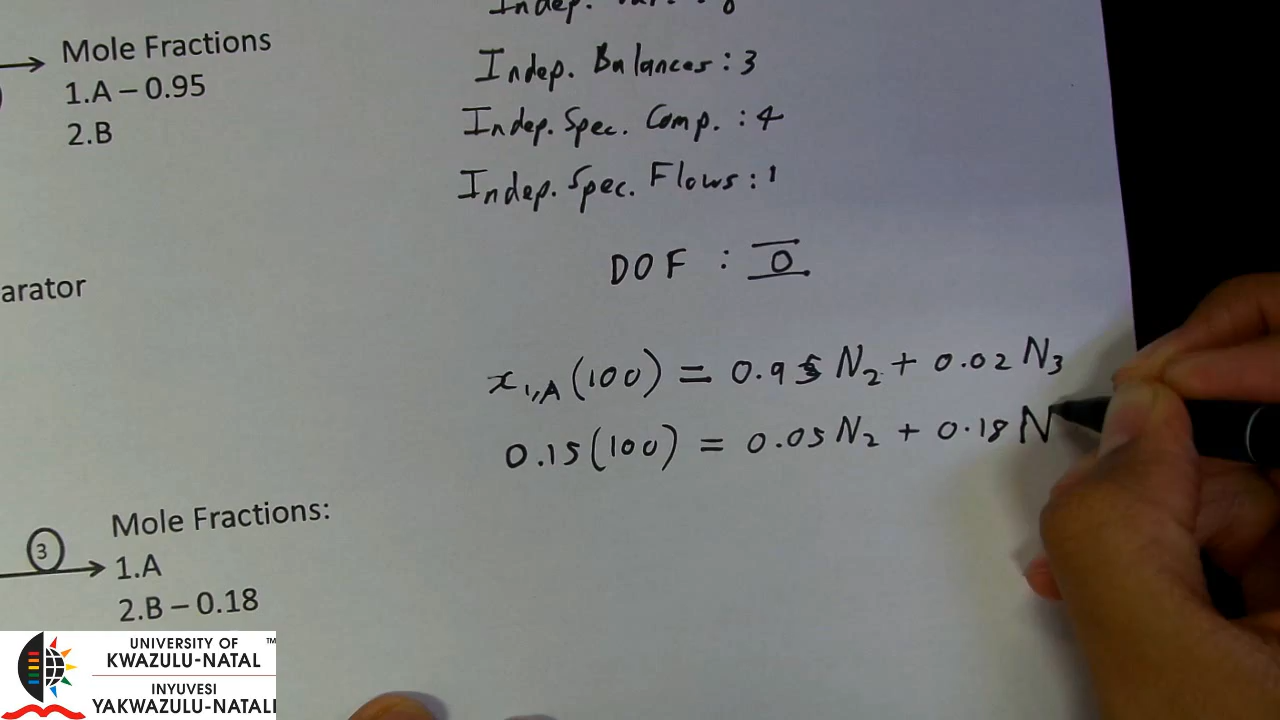 Mole Fractions
1.A – 0.95
2.B
Indep. Balances : 3
Indep. Spec. Comp. : 4
Indep. Spec. Flows : 1
DOF : 0
arator
x1,A (100) = 0.95 N2 + 0.02 N3
0.15 (100) = 0.05 N2 + 0.18 N
3
Mole Fractions:
1.A
2.B – 0.18
UNIVERSITY OF ™
KWAZULU-NATAL
INYUVESI
YAKWAZULU-NATALI